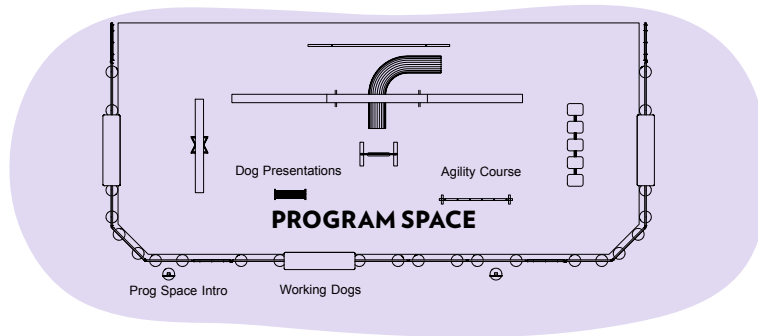 Dog Presentations
Agility Course
PROGRAM SPACE
Prog Space Intro
Working Dogs